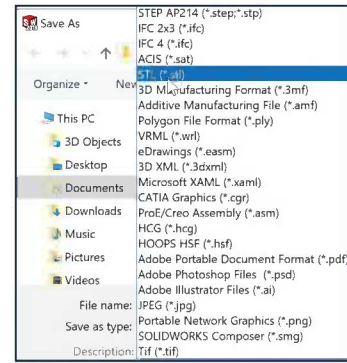 Save As
Organize
New
This PC
3D Objects
Desktop
Documents
Downloads
Music
Pictures
Videos
File name:
Save as type:
Description:
STEP AP214 (*.step;*.stp)
IFC 2x3 (*.ifc)
IFC 4 (*.ifc)
ACIS (*.sat)
STL (*.stl)
3D Manufacturing Format (*.3mf)
Additive Manufacturing File (*.amf)
Polygon File Format (*.ply)
VRML (*.wrl)
eDrawings (*.easm)
3D XML (*.3dxml)
Microsoft XAML (*.xaml)
CATIA Graphics (*.cgr)
ProE/Creo Assembly (*.asm)
HCG (*.hcg)
HOOPS HSF (*.hsf)
Adobe Portable Document Format (*.pdf)
Adobe Photoshop Files (*.psd)
Adobe Illustrator Files (*.ai)
JPEG (*.jpg)
Portable Network Graphics (*.png)
SOLIDWORKS Composer (*.smg)
Tif (*.tif)